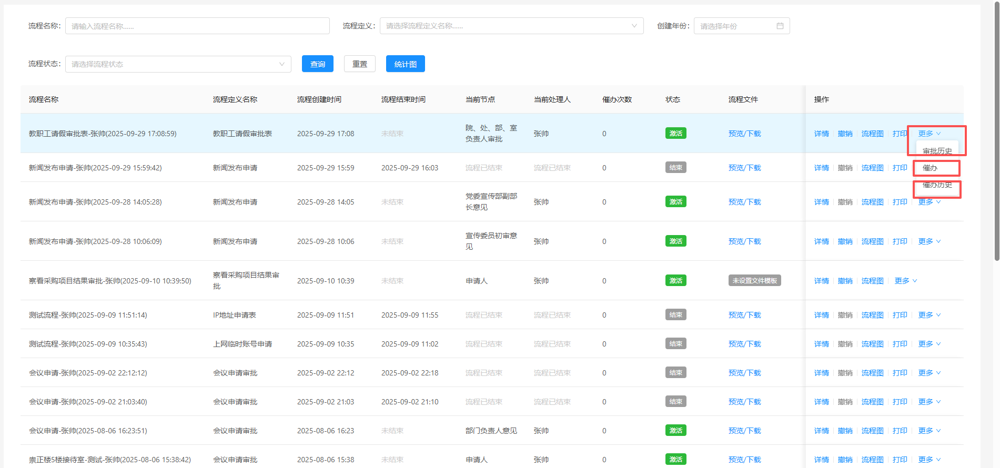 流程名称： 请输入流程名称...... 流程定义： 请选择流程定义名称...... 创建年份： 请选择年份
流程状态： 请选择流程状态 查询 重置 统计图
流程名称 流程定义名称 流程创建时间 流程结束时间 当前节点 当前处理人 催办次数 状态 流程文件 操作
教职工请假审批表-张帅(2025-09-29 17:08:59) 教职工请假审批表 2025-09-29 17:08 未结束 院、处、部、室负责人审批 张帅 0 激活 预览/下载 详情 撤销 流程图 打印 更多
审批历史
催办
催办历史
新闻发布申请-张帅(2025-09-29 15:59:42) 新闻发布申请 2025-09-29 15:59 2025-09-29 16:03 流程已结束 流程已结束 0 结束 预览/下载 详情 撤销 流程图 打印
新闻发布申请-张帅(2025-09-28 14:05:28) 新闻发布申请 2025-09-28 14:05 未结束 党委宣传部副部长意见 张帅 0 激活 预览/下载 详情 撤销 流程图 打印 更多
新闻发布申请-张帅(2025-09-28 10:06:09) 新闻发布申请 2025-09-28 10:06 未结束 宣传委员初审意见 张帅 0 激活 预览/下载 详情 撤销 流程图 打印 更多
察看采购项目结果审批-张帅(2025-09-10 10:39:50) 察看采购项目结果审批 2025-09-10 10:39 未结束 申请人 张帅 0 激活 未设置文件模板 详情 撤销 流程图 更多
测试流程-张帅(2025-09-09 11:51:14) IP地址申请表 2025-09-09 11:51 2025-09-09 11:55 流程已结束 流程已结束 0 结束 预览/下载 详情 撤销 流程图 打印 更多
测试流程-张帅(2025-09-09 10:35:43) 上网临时账号申请 2025-09-09 10:35 2025-09-09 11:02 流程已结束 流程已结束 0 结束 预览/下载 详情 撤销 流程图 打印 更多
会议申请-张帅(2025-09-02 22:12:12) 会议申请审批 2025-09-02 22:12 2025-09-02 22:18 流程已结束 流程已结束 0 结束 预览/下载 详情 撤销 流程图 打印 更多
会议申请-张帅(2025-09-02 21:03:40) 会议申请审批 2025-09-02 21:03 2025-09-02 21:10 流程已结束 流程已结束 0 结束 预览/下载 详情 撤销 流程图 打印 更多
会议申请-张帅(2025-08-06 16:23:51) 会议申请审批 2025-08-06 16:23 未结束 部门负责人意见 张帅 0 激活 预览/下载 详情 撤销 流程图 打印 更多
崇正楼5楼接待室-测试-张帅(2025-08-06 15:38:42) 会议申请审批 2025-08-06 15:38 未结束 申请人 张帅 0 激活 预览/下载 详情 撤销 流程图 打印 更多